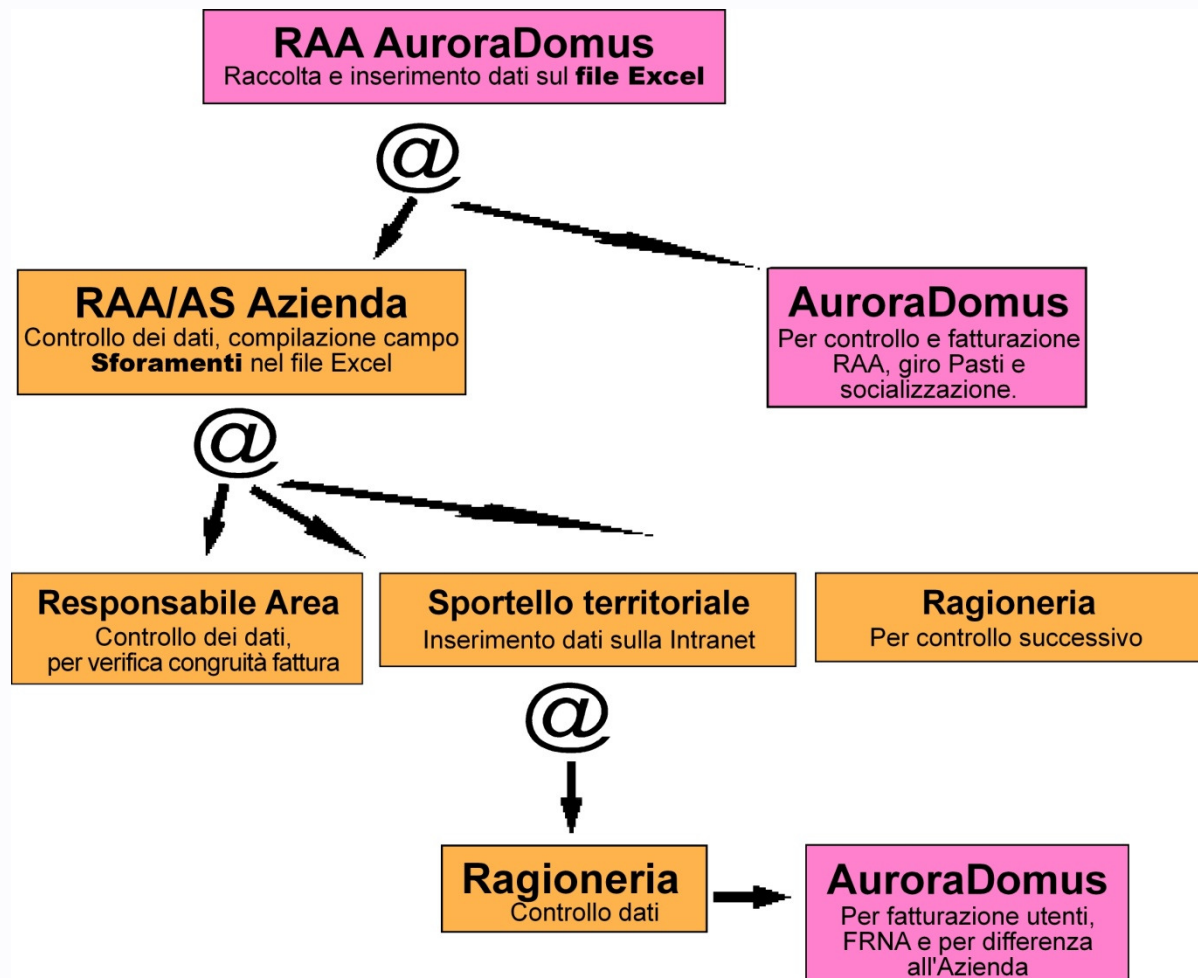 RAA AuroraDomus
Raccolta e inserimento dati sul file Excel
@
RAA/AS Azienda
Controllo dei dati, compilazione campo
Sforamenti nel file Excel
AuroraDomus
Per controllo e fatturazione
RAA, giro Pasti e
socializzazione.
@
Responsabile Area
Controllo dei dati,
per verifica congruità fattura
Sportello territoriale
Inserimento dati sulla Intranet
Ragioneria
Per controllo successivo
@
Ragioneria
Controllo dati
AuroraDomus
Per fatturazione utenti,
FRNA e per differenza
all'Azienda